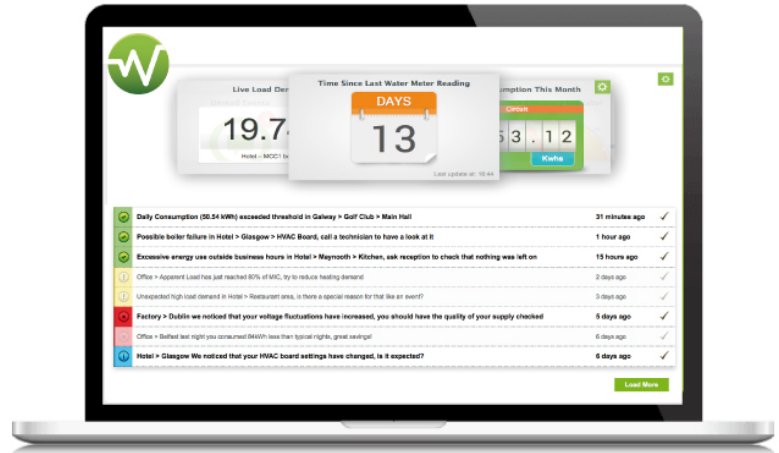 Live Load
Time Since Last Water Meter Reading
This Month
19.7
Hotel – MCC1
DAYS
13
Last update at: 16:44
3 . 1 2
Kwhs
Daily Consumption (50.54 kWh) exceeded threshold in Galway > Golf Club > Main Hall 31 minutes ago
Possible boiler failure in Hotel > Glasgow > HVAC Board, call a technician to have a look at it 1 hour ago
Excessive energy use outside business hours in Hotel > Maynooth > Kitchen, ask reception to check that nothing was left on 15 hours ago
Office > Apparent Load has just reached 80% of MIC, try to reduce heating demand 2 days ago
Unexpected high load demand in Hotel > Restaurant area, is there a special reason for that like an event? 3 days ago
Factory > Dublin we noticed that your voltage fluctuations have increased, you should have the quality of your supply checked 5 days ago
Office > Belfast last night you consumed 84kWh less than typical nights, great savings! 6 days ago
Hotel > Glasgow We noticed that your HVAC board settings have changed, is it expected? 6 days ago
Load More